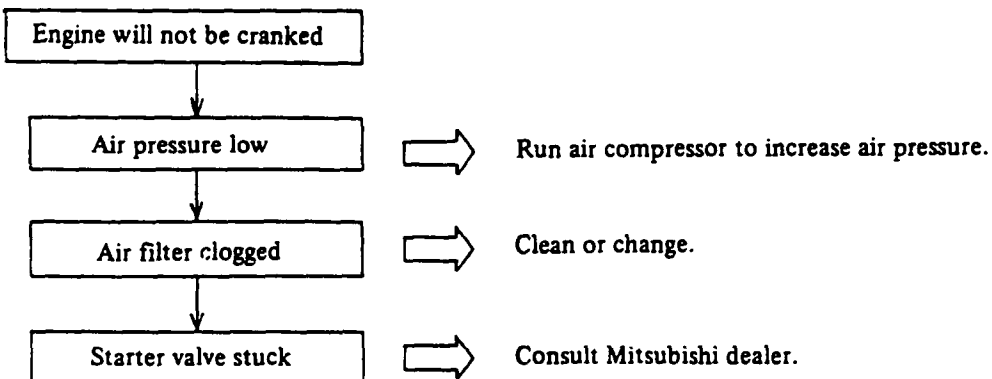 Engine will not be cranked
Air pressure low
Run air compressor to increase air pressure.
Air filter clogged
Clean or change.
Starter valve stuck
Consult Mitsubishi dealer.